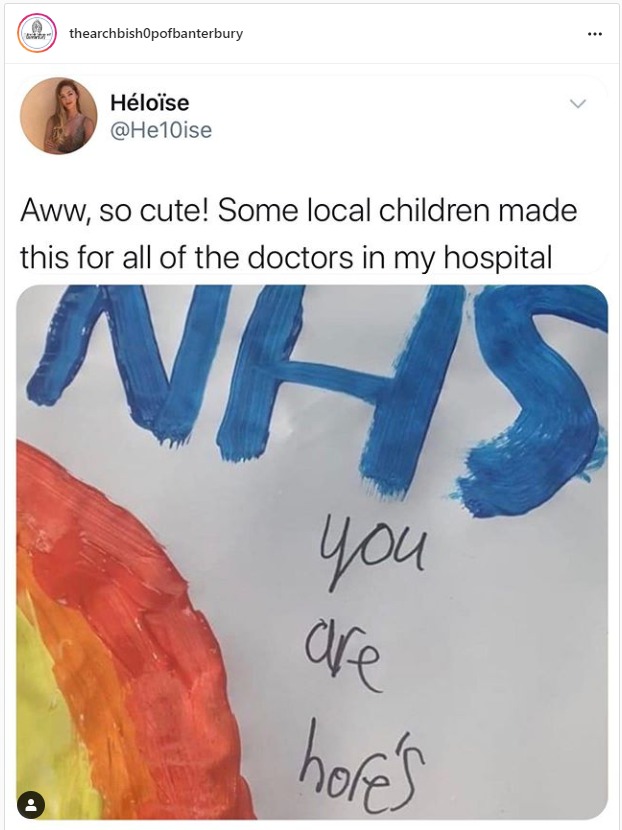 thearchbish0pofbanterbury
Héloïse
@He10ise
Aww, so cute! Some local children made
this for all of the doctors in my hospital
NHS
you
are
hore's